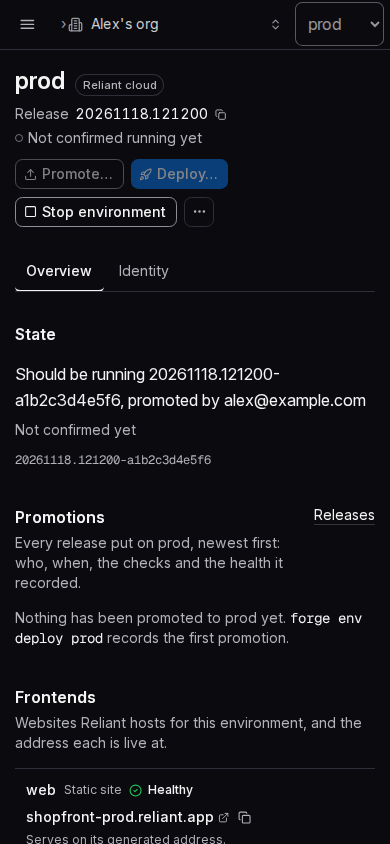 Alex's org
prod
prod
Reliant cloud
Release 20261118.121200
Not confirmed running yet
Promote...
Deploy...
Stop environment
Overview
Identity
State
Should be running 20261118.121200-
a1b2c3d4e5f6, promoted by alex@example.com
Not confirmed yet
20261118.121200-a1b2c3d4e5f6
Promotions
Releases
Every release put on prod, newest first:
who, when, the checks and the health it
recorded.
Nothing has been promoted to prod yet. forge env
deploy prod records the first promotion.
Frontends
Websites Reliant hosts for this environment, and the
address each is live at.
web Static site Healthy
shopfront-prod.reliant.app
Serves on its generated address.